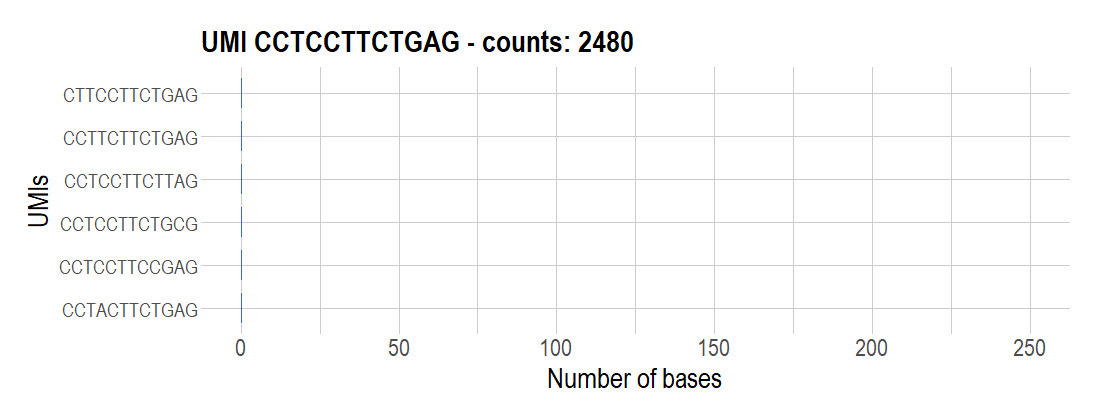 UMI CCTCCTTCTGAG - counts: 2480
CTTCCTTCTGAG
CCTTCTTCTGAG
CCTCCTTCTTAG
CCTCCTTCTGCG
CCTCCTTCCGAG
CCTACTTCTGAG
UMIs
0 50 100 150 200 250
Number of bases